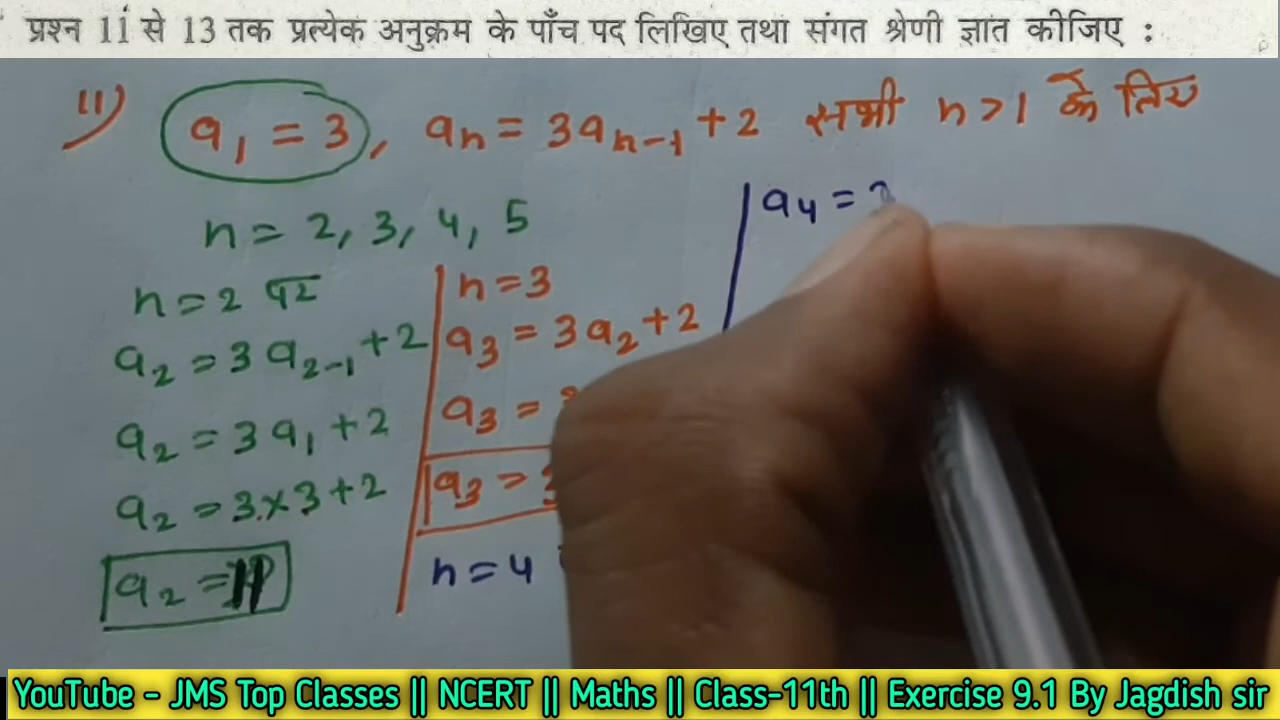 प्रश्न 11 से 13 तक प्रत्येक अनुक्रम के पाँच पद लिखिए तथा संगत श्रेणी ज्ञात कीजिए :
11) a₁ = 3, aₙ = 3aₙ₋₁ + 2 सभी n > 1 के लिए
n = 2, 3, 4, 5
n = 2 पर
a₂ = 3a₂₋₁ + 2
a₂ = 3a₁ + 2
a₂ = 3×3+2
a₂ = 11
n = 3
a₃ = 3a₂ + 2
a₃ =
a₃ = 3
n = 4
a₄ =
YouTube - JMS Top Classes || NCERT || Maths || Class-11th || Exercise 9.1 By Jagdish sir